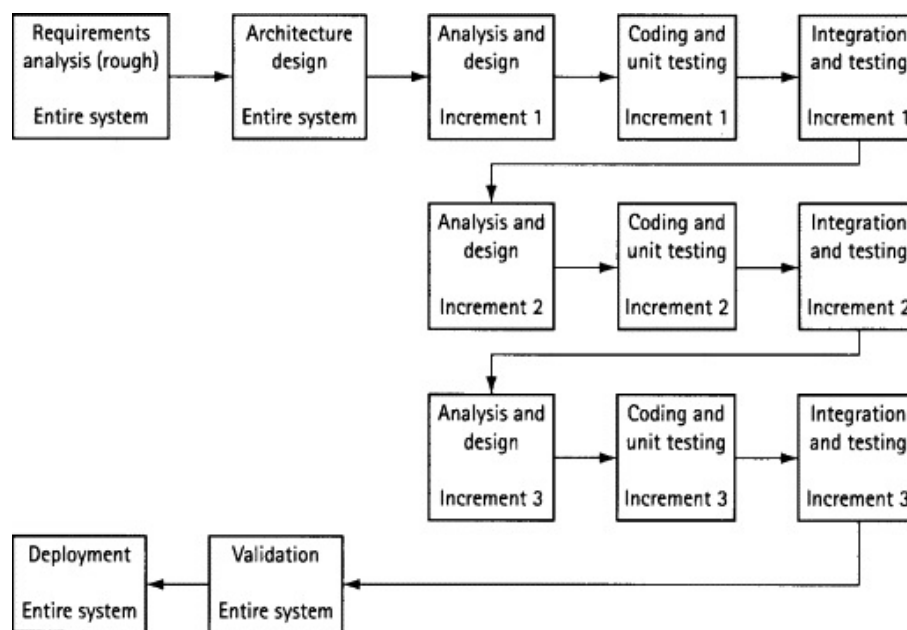 Requirements
analysis (rough)
Entire system
Architecture
design
Entire system
Analysis and
design
Increment 1
Coding and
unit testing
Increment 1
Integration
and testing
Increment 1
Analysis and
design
Increment 2
Coding and
unit testing
Increment 2
Integration
and testing
Increment 2
Analysis and
design
Increment 3
Coding and
unit testing
Increment 3
Integration
and testing
Increment 3
Deployment
Entire system
Validation
Entire system